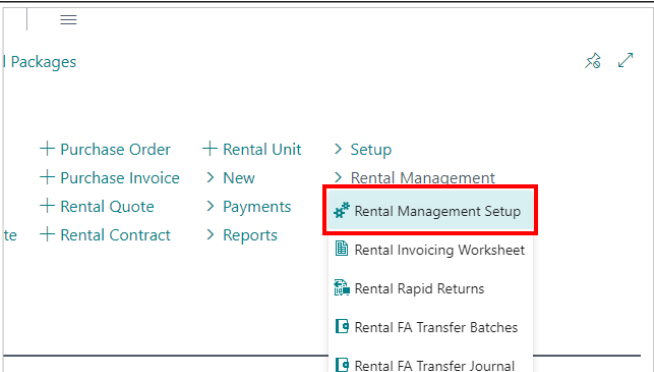 l Packages
+ Purchase Order + Rental Unit > Setup
+ Purchase Invoice > New > Rental Management
+ Rental Quote > Payments Rental Management Setup
te + Rental Contract > Reports Rental Invoicing Worksheet
Rental Rapid Returns
Rental FA Transfer Batches
Rental FA Transfer Journal